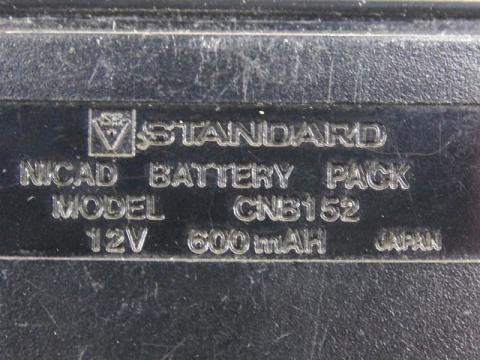 STANDARD
NICAD BATTERY PACK
MODEL CNB152
12V 600mAH JAPAN